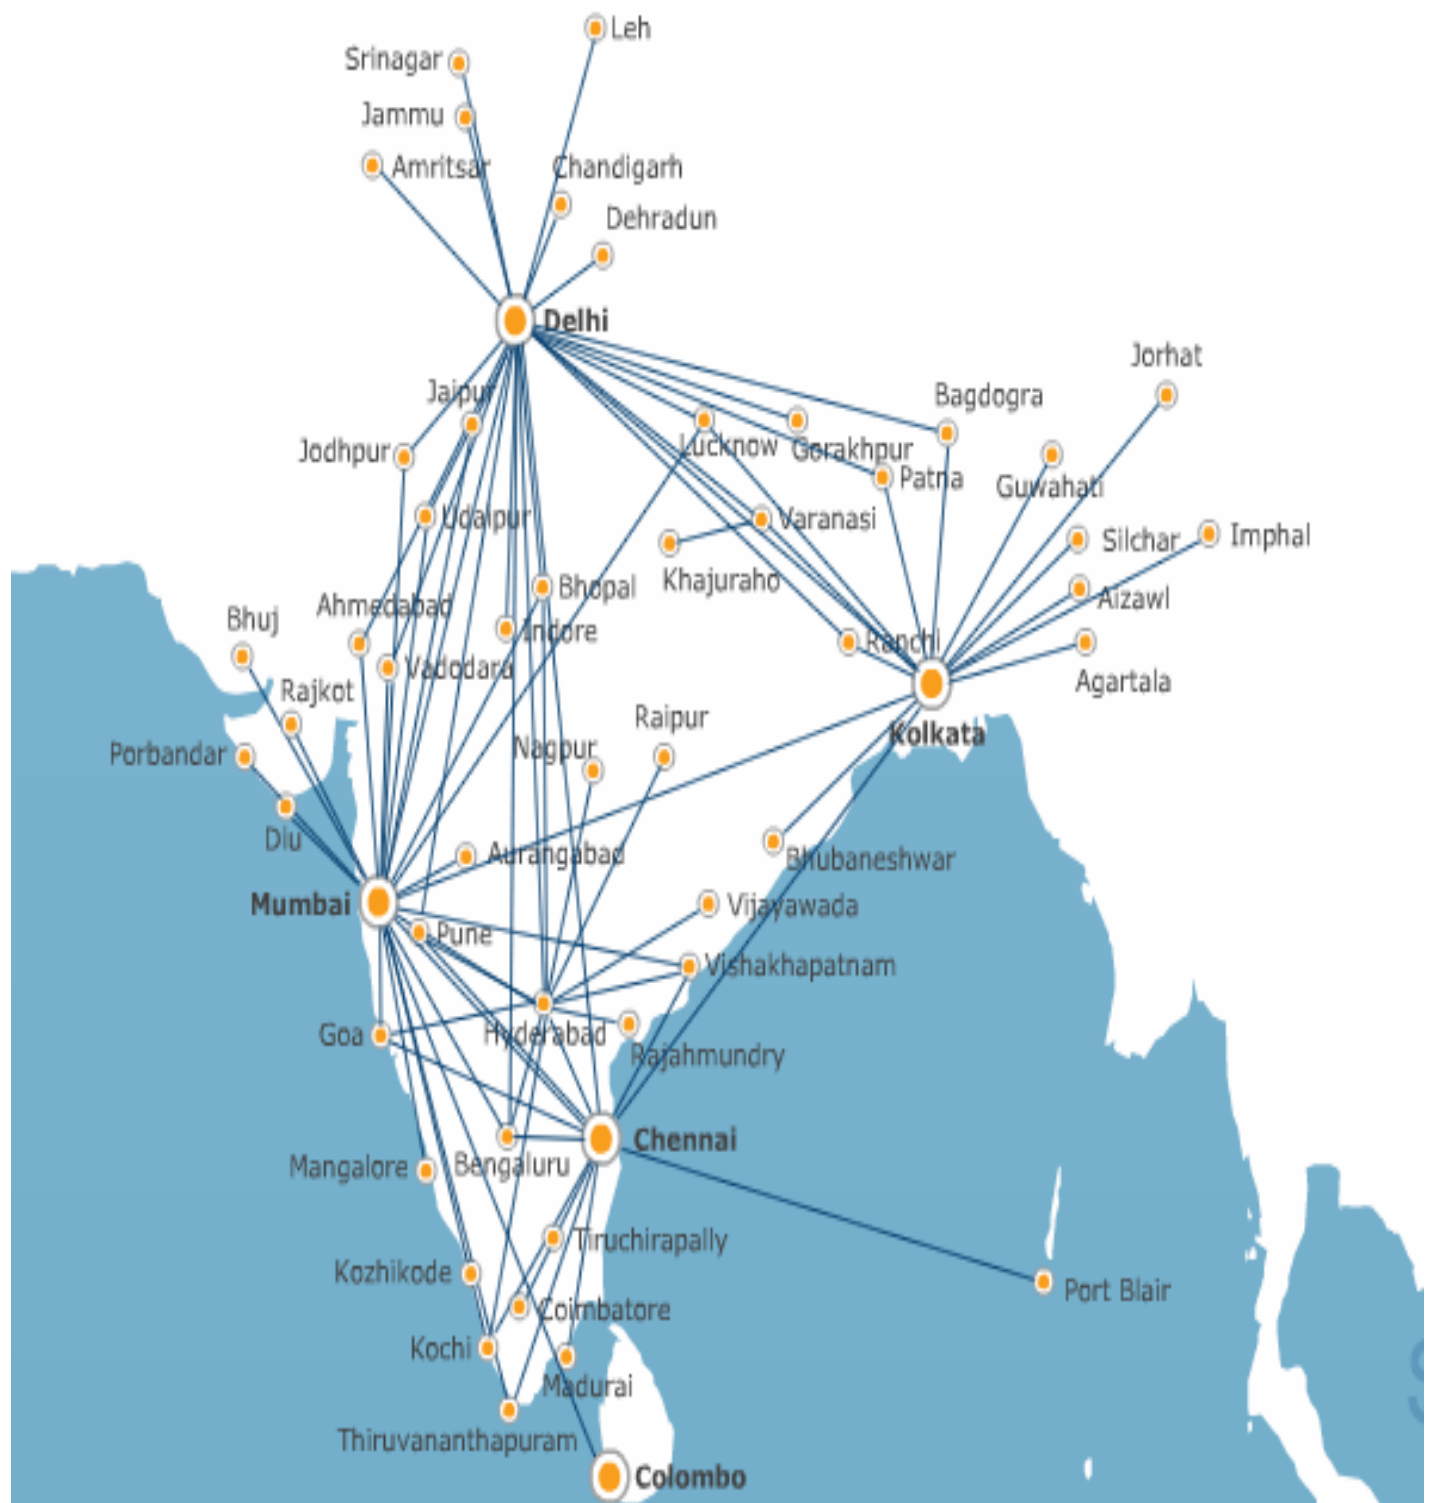 Leh
Srinagar
Jammu
Amritsar
Chandigarh
Dehradun
Delhi
Jorhat
Jaipur
Bagdogra
Lucknow
Gorakhpur
Jodhpur
Patna
Guwahati
Udaipur
Varanasi
Silchar
Imphal
Khajuraho
Bhopal
Aizawl
Ahmedabad
Bhuj
Indore
Ranchi
Vadodara
Agartala
Rajkot
Raipur
Kolkata
Porbandar
Nagpur
Diu
Aurangabad
Bhubaneshwar
Mumbai
Vijayawada
Pune
Vishakhapatnam
Goa
Hyderabad
Rajahmundry
Chennai
Mangalore
Bengaluru
Tiruchirapally
Kozhikode
Port Blair
Coimbatore
Kochi
Madurai
Thiruvananthapuram
Colombo